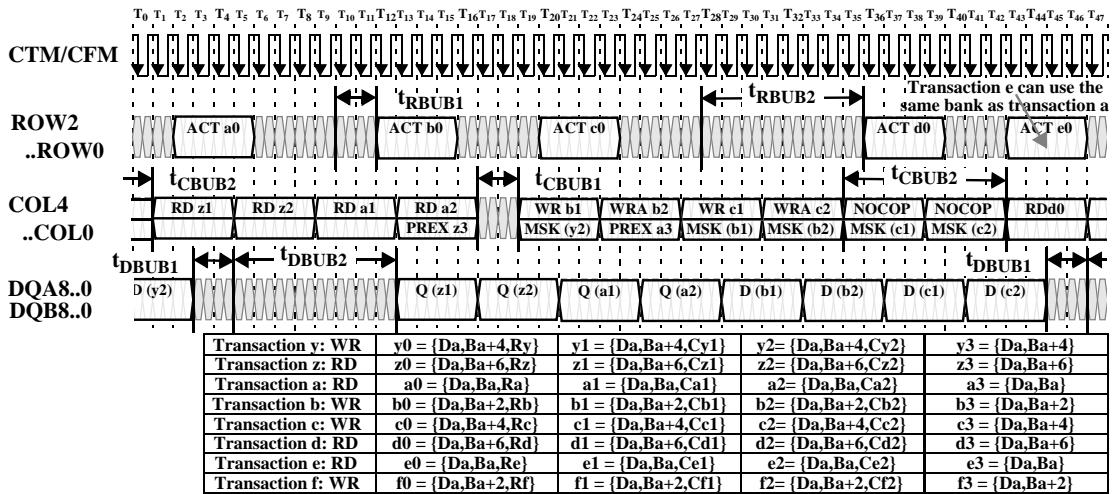 T0 T1 T2 T3 T4 T5 T6 T7 T8 T9 T10 T11 T12 T13 T14 T15 T16 T17 T18 T19 T20 T21 T22 T23 T24 T25 T26 T27 T28 T29 T30 T31 T32 T33 T34 T35 T36 T37 T38 T39 T40 T41 T42 T43 T44 T45 T46 T47
CTM/CFM
Transaction e can use the
same bank as transaction a
tRBUB1 tRBUB2
ROW2
..ROW0
ACT a0 ACT b0 ACT c0 ACT d0 ACT e0
tCBUB2 tCBUB1 tCBUB2
COL4
..COL0
RD z1 RD z2 RD a1 RD a2 WR b1 WRA b2 WR c1 WRA c2 NOCOP NOCOP RDd0
PREX z3 MSK (y2) PREX a3 MSK (b1) MSK (b2) MSK (c1) MSK (c2)
tDBUB1 tDBUB2 tDBUB1
DQA8..0
DQB8..0
D (y2) Q (z1) Q (z2) Q (a1) Q (a2) D (b1) D (b2) D (c1) D (c2)
Transaction y: WR y0 = {Da,Ba+4,Ry} y1 = {Da,Ba+4,Cy1} y2= {Da,Ba+4,Cy2} y3 = {Da,Ba+4}
Transaction z: RD z0 = {Da,Ba+6,Rz} z1 = {Da,Ba+6,Cz1} z2= {Da,Ba+6,Cz2} z3 = {Da,Ba+6}
Transaction a: RD a0 = {Da,Ba,Ra} a1 = {Da,Ba,Ca1} a2= {Da,Ba,Ca2} a3 = {Da,Ba}
Transaction b: WR b0 = {Da,Ba+2,Rb} b1 = {Da,Ba+2,Cb1} b2= {Da,Ba+2,Cb2} b3 = {Da,Ba+2}
Transaction c: WR c0 = {Da,Ba+4,Rc} c1 = {Da,Ba+4,Cc1} c2= {Da,Ba+4,Cc2} c3 = {Da,Ba+4}
Transaction d: RD d0 = {Da,Ba+6,Rd} d1 = {Da,Ba+6,Cd1} d2= {Da,Ba+6,Cd2} d3 = {Da,Ba+6}
Transaction e: RD e0 = {Da,Ba,Re} e1 = {Da,Ba,Ce1} e2= {Da,Ba,Ce2} e3 = {Da,Ba}
Transaction f: WR f0 = {Da,Ba+2,Rf} f1 = {Da,Ba+2,Cf1} f2= {Da,Ba+2,Cf2} f3 = {Da,Ba+2}